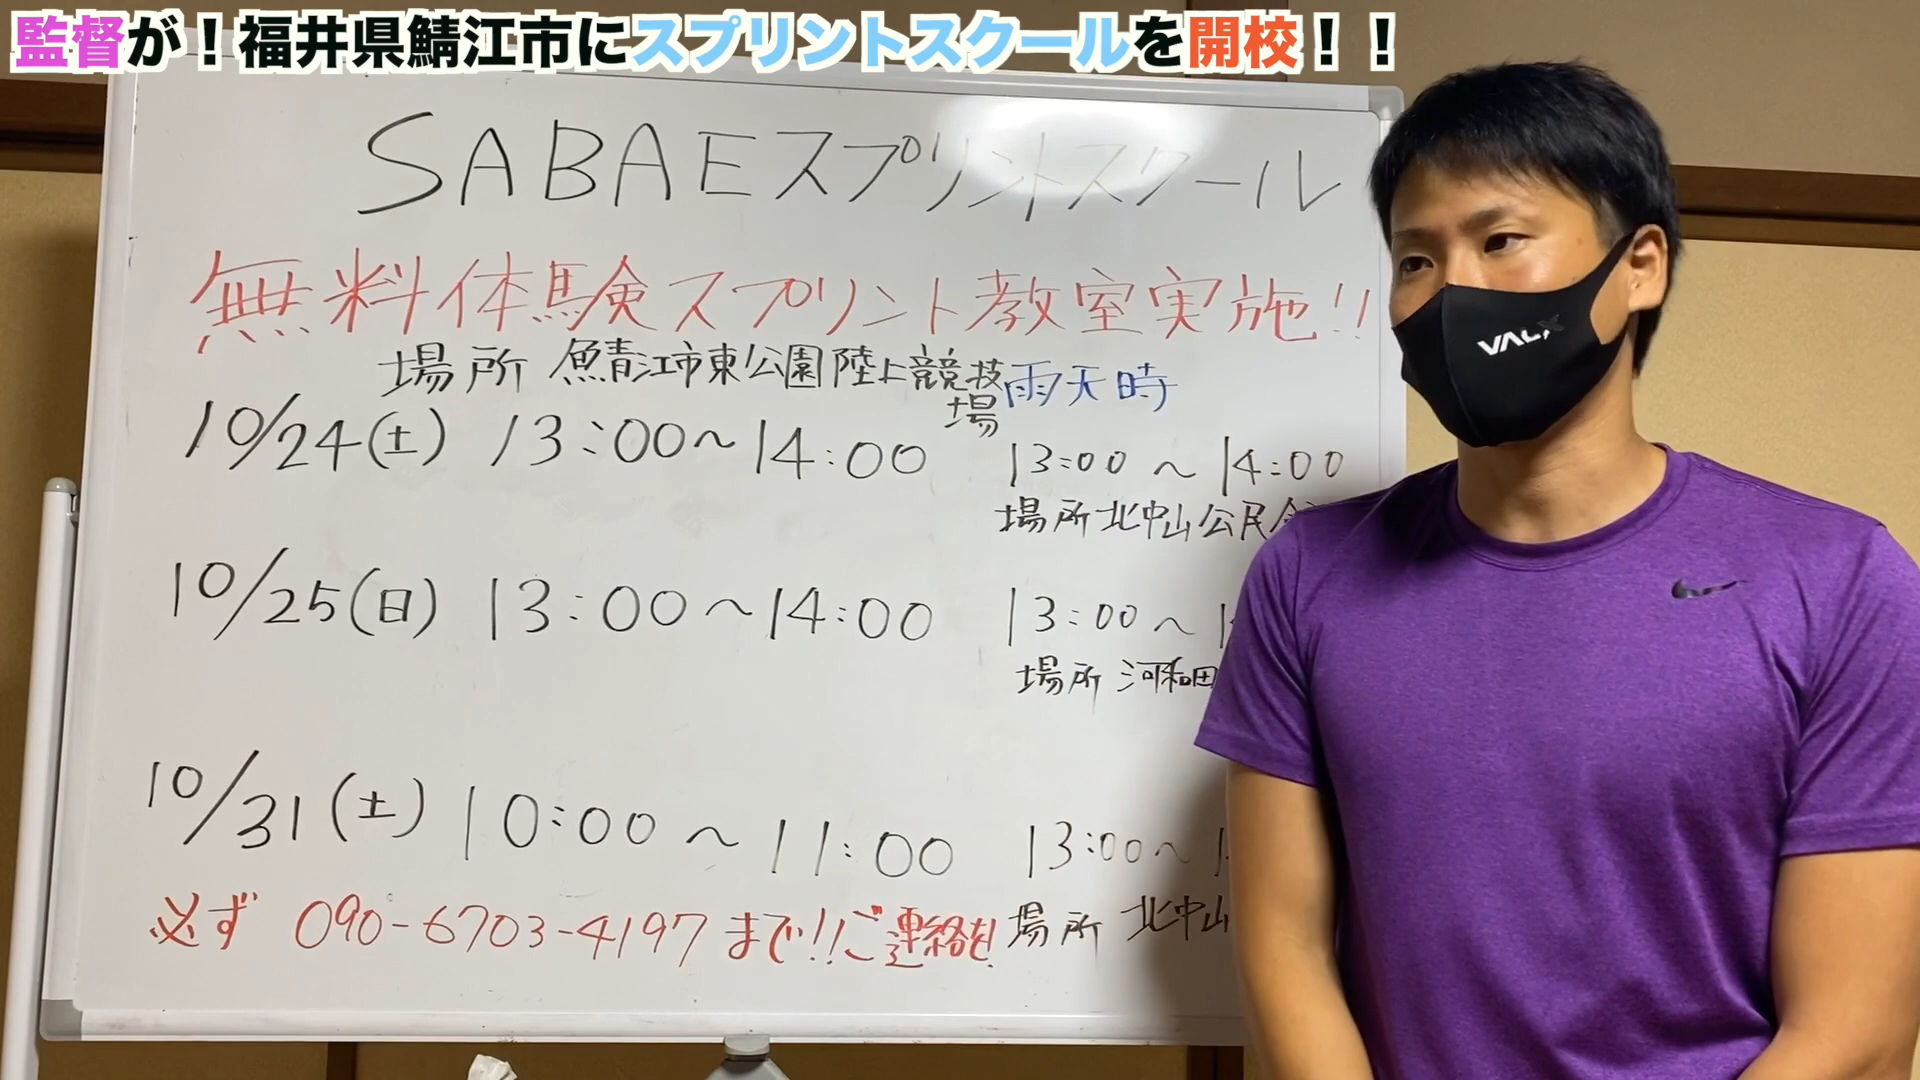 監督が！福井県鯖江市にスプリントスクールを開校！！
SABAEスプリントスクール
無料体験スプリント教室実施!!
場所 鯖江市東公園陸上競技場
雨天時
10/24(土) 13:00～14:00
13:00～14:00
場所 北中山公民
10/25(日) 13:00～14:00
13:00～
場所 河和田
10/31(土) 10:00～11:00
13:00～
場所 北中山
必ず 090-6703-4197まで!!ご連絡を!
VALX